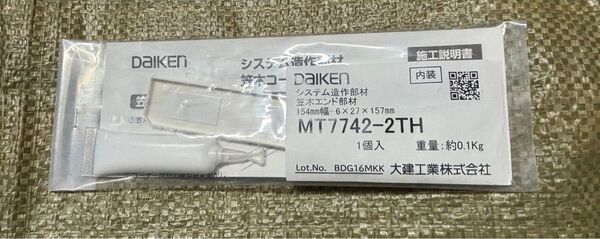 DAIKEN
システム造作部材
施工説明書
笠木コー
DAIKEN
内装
システム造作部材
笠木エンド部材
154mm幅-6×27×157mm
MT7742-2TH
1個入 重量:約0.1Kg
Lot.No. BDG16MKK 大建工業株式会社